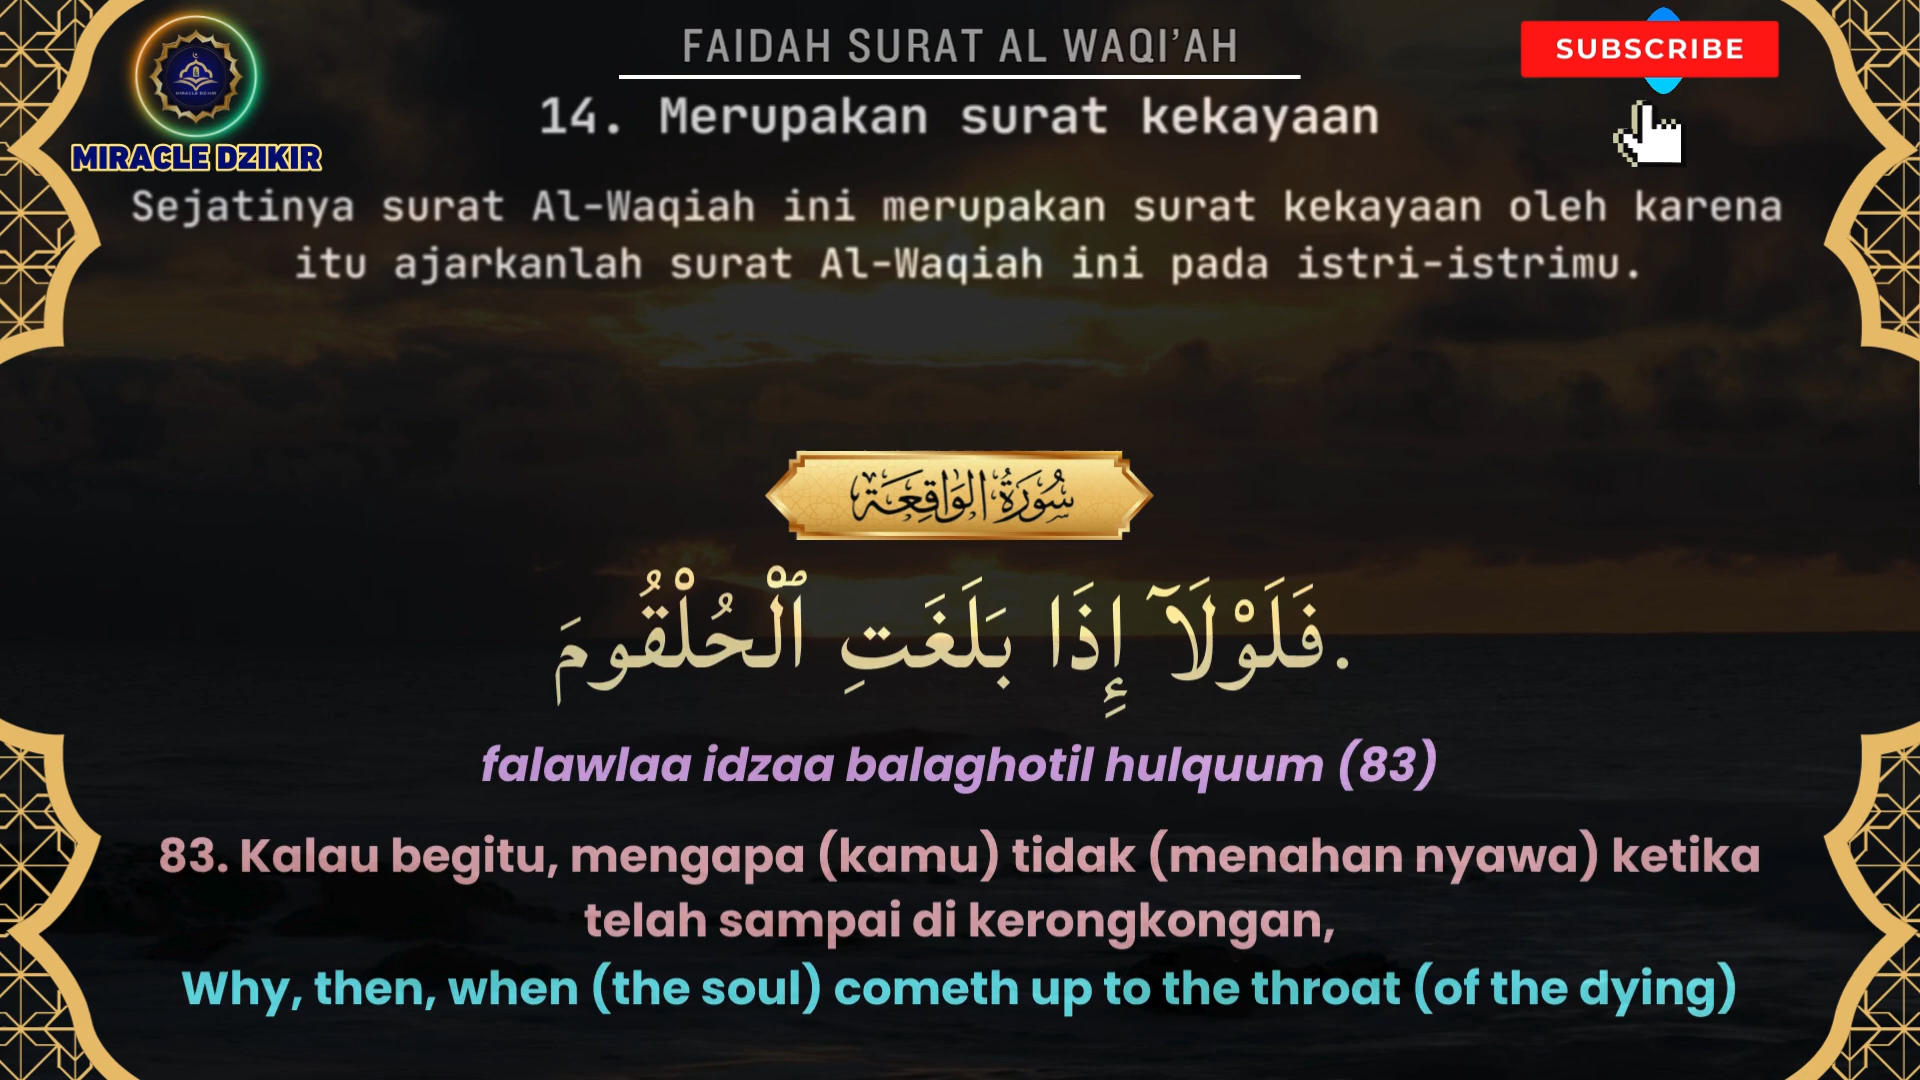 FAIDAH SURAT AL WAQI’AH
SUBSCRIBE
MIRACLE DZIKIR
14. Merupakan surat kekayaan
Sejatinya surat Al-Waqiah ini merupakan surat kekayaan oleh karena
itu ajarkanlah surat Al-Waqiah ini pada istri-istrimu.
سُورَةُ الوَاقِعَة
.فَلَوْلَآ إِذَا بَلَغَتِ ٱلْحُلْقُومَ
falawlaa idzaa balaghotil hulquum (83)
83. Kalau begitu, mengapa (kamu) tidak (menahan nyawa) ketika
telah sampai di kerongkongan,
Why, then, when (the soul) cometh up to the throat (of the dying)